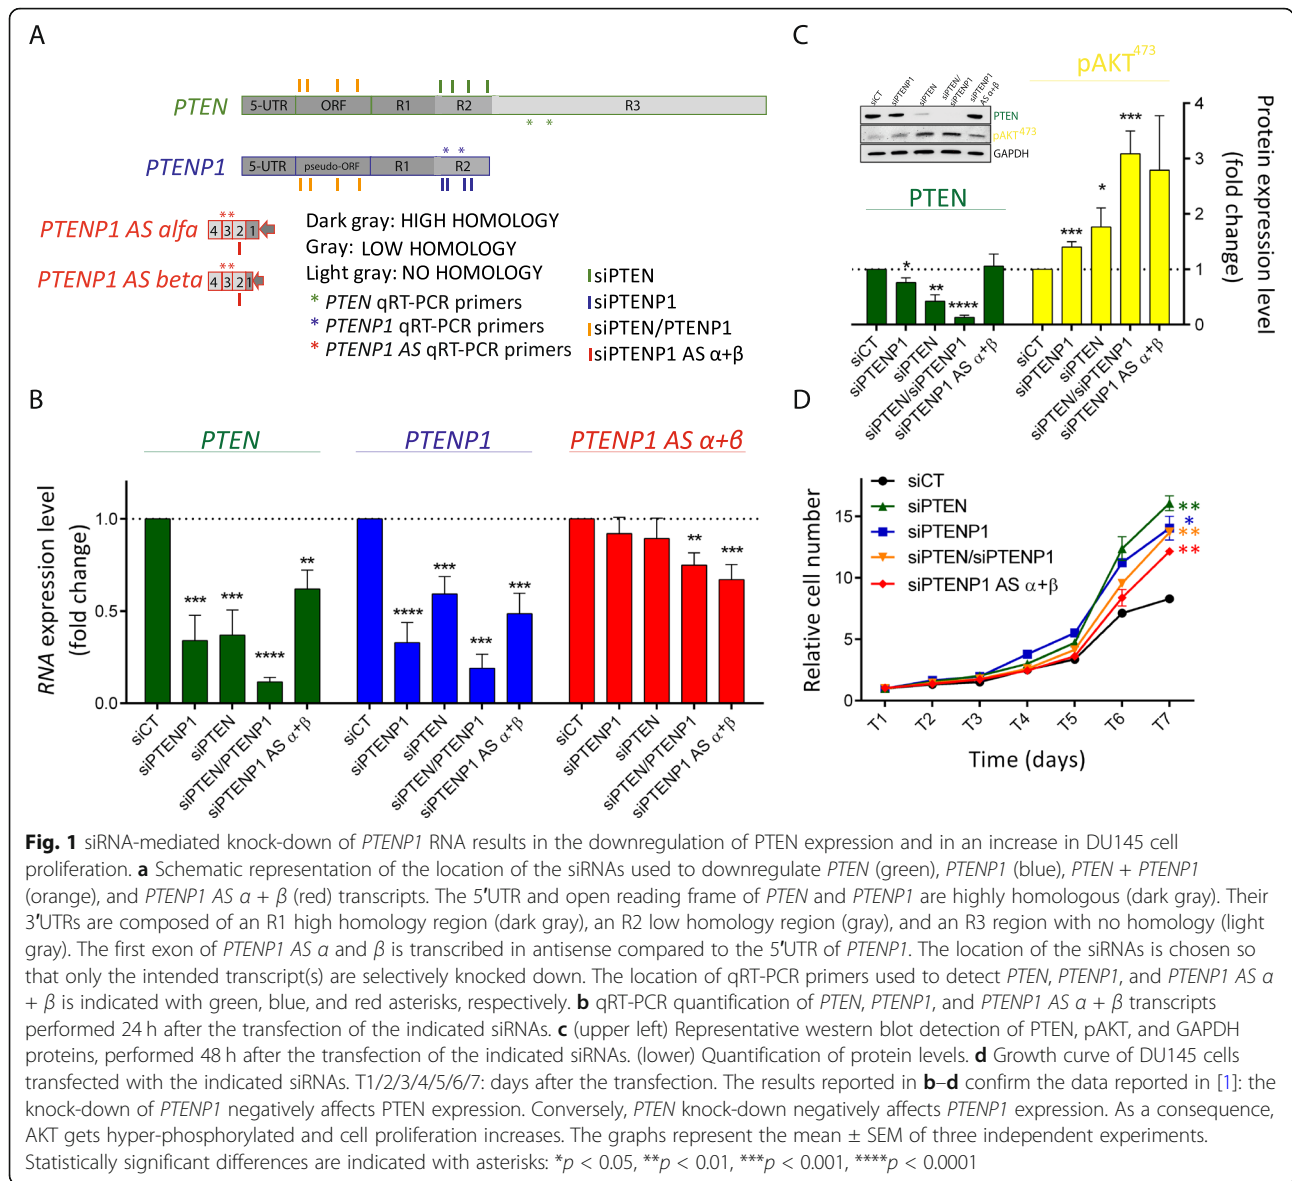 A
5-UTR ORF R1 R2 R3
PTEN
* *
* *
PTENP1
5-UTR pseudo-ORF R1 R2
**
PTENP1 AS alfa
4 3 2 1
**
PTENP1 AS beta
4 3 2 1
Dark gray: HIGH HOMOLOGY
Gray: LOW HOMOLOGY
Light gray: NO HOMOLOGY
* PTEN qRT-PCR primers
* PTENP1 qRT-PCR primers
* PTENP1 AS qRT-PCR primers
siPTEN
siPTENP1
siPTEN/PTENP1
siPTENP1 AS α+β
B
PTEN
PTENP1
PTENP1 AS α+β
RNA expression level
(fold change)
1.0
0.5
0.0
*** *** **** **
**** *** *** ***
** ***
siCT siPTENP1 siPTEN siPTEN/PTENP1 siPTENP1 AS α+β
siCT siPTENP1 siPTEN siPTEN/PTENP1 siPTENP1 AS α+β
siCT siPTENP1 siPTEN siPTEN/PTENP1 siPTENP1 AS α+β
C
siCT siPTENP1 siPTEN siPTEN/ siPTENP1 siPTENP1 AS α+β
PTEN
pAKT473
GAPDH
PTEN
pAKT473
* ** ****
*** * ***
4
3
2
1
0
Protein expression level
(fold change)
siCT siPTENP1 siPTEN siPTEN/siPTENP1 siPTENP1 AS α+β
siCT siPTENP1 siPTEN siPTEN/siPTENP1 siPTENP1 AS α+β
D
siCT
siPTEN
siPTENP1
siPTEN/siPTENP1
siPTENP1 AS α+β
**
*
**
**
Relative cell number
15
10
5
0
T1 T2 T3 T4 T5 T6 T7
Time (days)
Fig. 1 siRNA-mediated knock-down of PTENP1 RNA results in the downregulation of PTEN expression and in an increase in DU145 cell
proliferation. a Schematic representation of the location of the siRNAs used to downregulate PTEN (green), PTENP1 (blue), PTEN + PTENP1
(orange), and PTENP1 AS α + β (red) transcripts. The 5′UTR and open reading frame of PTEN and PTENP1 are highly homologous (dark gray). Their
3′UTRs are composed of an R1 high homology region (dark gray), an R2 low homology region (gray), and an R3 region with no homology (light
gray). The first exon of PTENP1 AS α and β is transcribed in antisense compared to the 5′UTR of PTENP1. The location of the siRNAs is chosen so
that only the intended transcript(s) are selectively knocked down. The location of qRT-PCR primers used to detect PTEN, PTENP1, and PTENP1 AS α
+ β is indicated with green, blue, and red asterisks, respectively. b qRT-PCR quantification of PTEN, PTENP1, and PTENP1 AS α + β transcripts
performed 24 h after the transfection of the indicated siRNAs. c (upper left) Representative western blot detection of PTEN, pAKT, and GAPDH
proteins, performed 48 h after the transfection of the indicated siRNAs. (lower) Quantification of protein levels. d Growth curve of DU145 cells
transfected with the indicated siRNAs. T1/2/3/4/5/6/7: days after the transfection. The results reported in b–d confirm the data reported in [1]: the
knock-down of PTENP1 negatively affects PTEN expression. Conversely, PTEN knock-down negatively affects PTENP1 expression. As a consequence,
AKT gets hyper-phosphorylated and cell proliferation increases. The graphs represent the mean ± SEM of three independent experiments.
Statistically significant differences are indicated with asterisks: *p < 0.05, **p < 0.01, ***p < 0.001, ****p < 0.0001